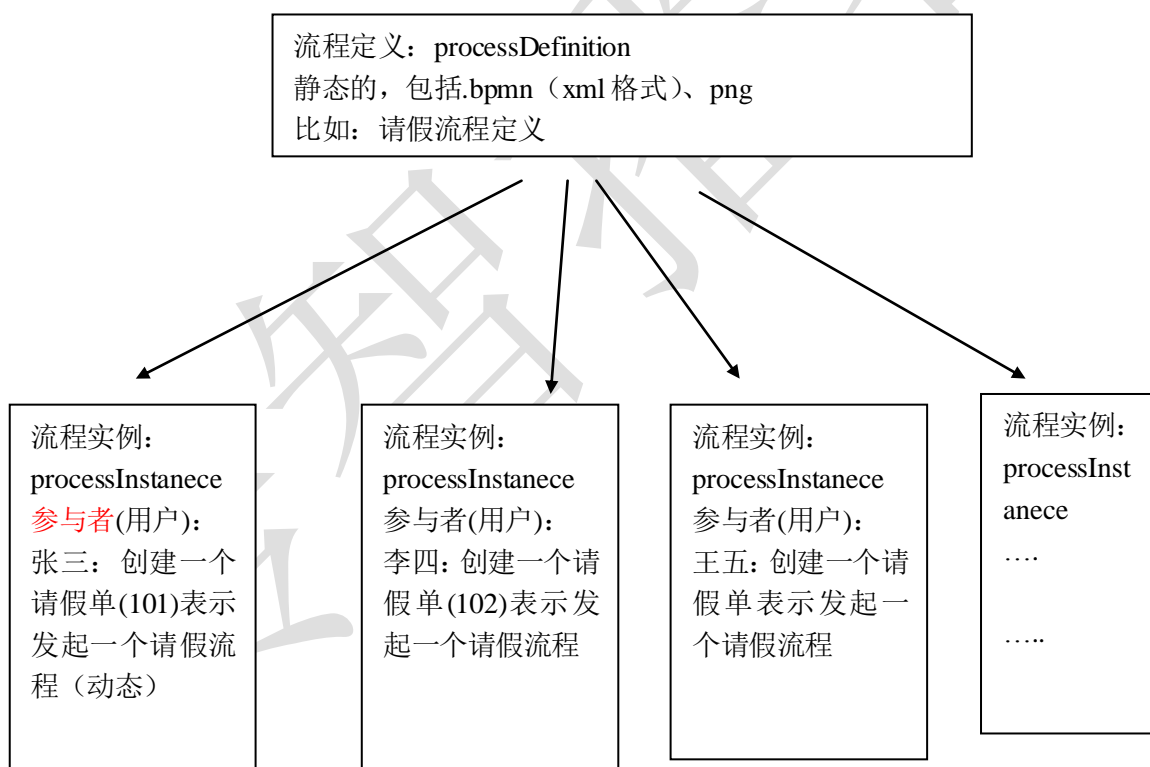 流程定义：processDefinition
静态的，包括.bpmn（xml 格式）、png
比如：请假流程定义
流程实例：
processInstanece
参与者(用户)：
张三：创建一个
请假单(101)表示
发起一个请假流
程（动态）
流程实例：
processInstanece
参与者(用户)：
李四：创建一个请
假单(102)表示发
起一个请假流程
流程实例：
processInstanece
参与者(用户)：
王五：创建一个请
假单表示发起一
个请假流程
流程实例：
processInst
anece
….
…..